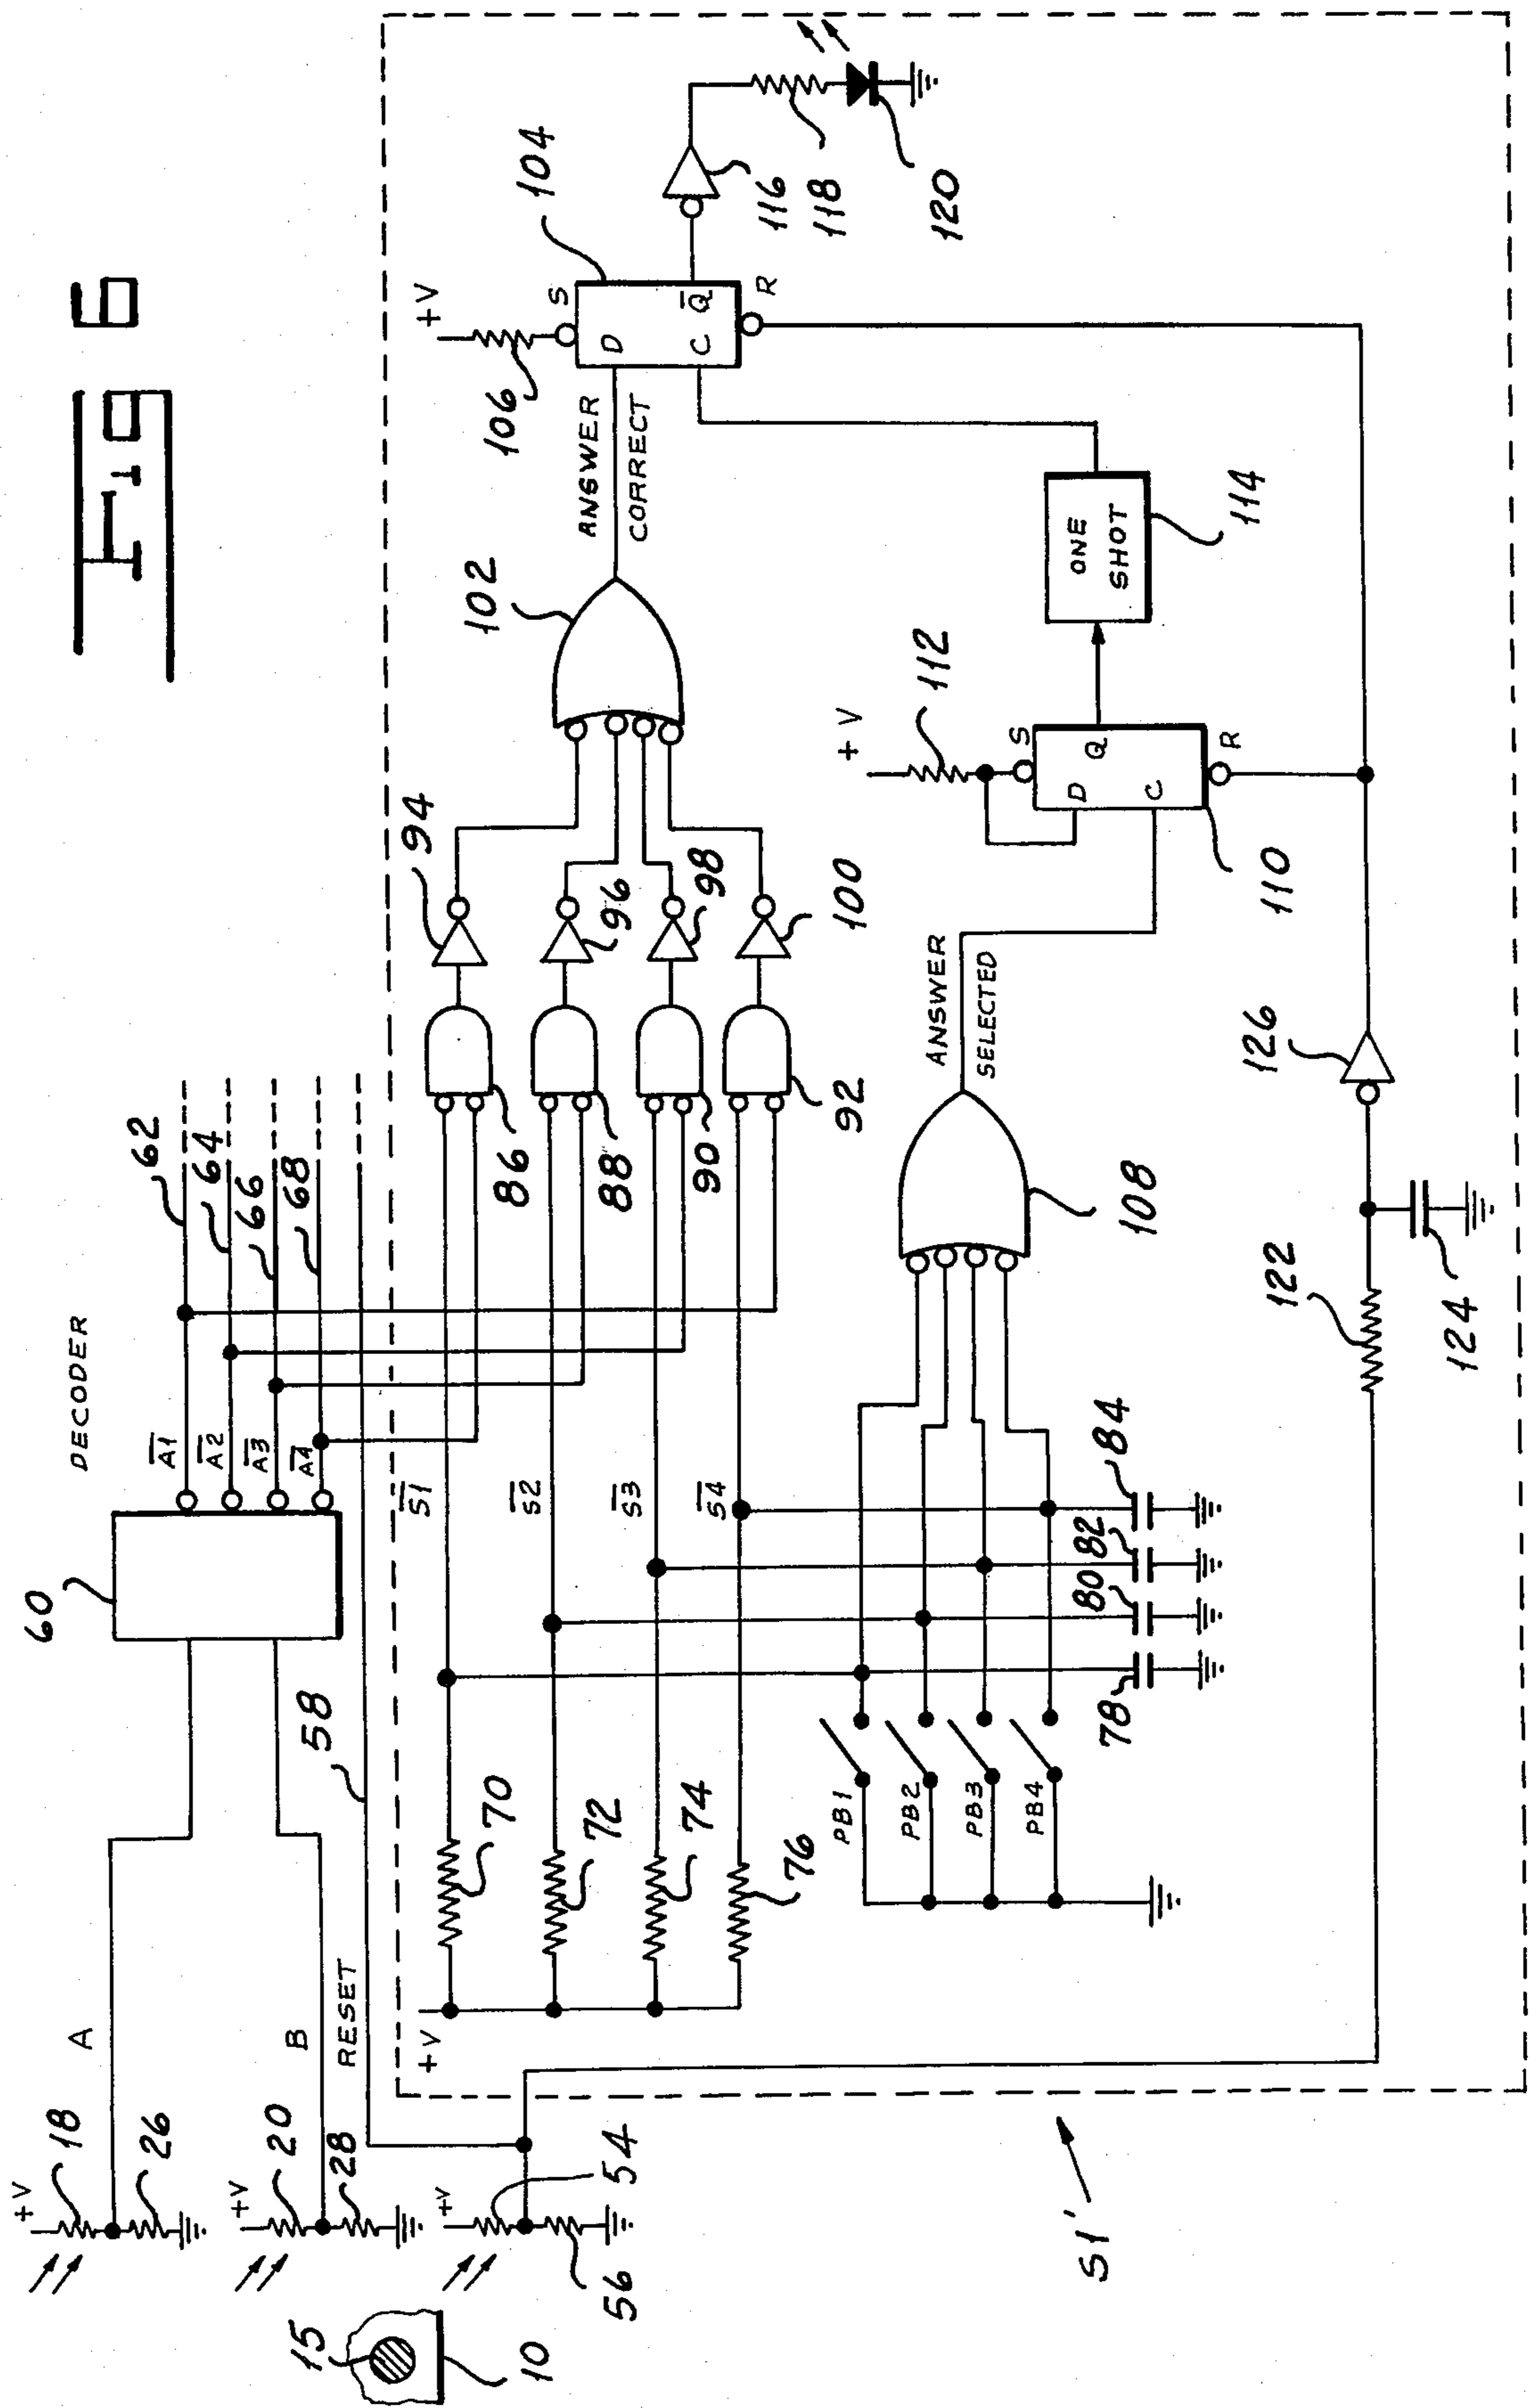 Fig 6
DECODER
60
62
64
66
68
A1
A2
A3
A4
+V
18
A
26
+V
20
B
28
RESET
58
+V
54
56
15
10
S1'
+V
70
72
74
76
S1
S2
S3
S4
86
88
90
92
94
96
98
100
102
ANSWER
CORRECT
+V
106
S
104
D
Q
C
R
116
118
120
PB1
PB2
PB3
PB4
78
80
82
84
108
ANSWER
SELECTED
+V
112
S
D
Q
C
R
110
ONE
SHOT
114
122
124
126